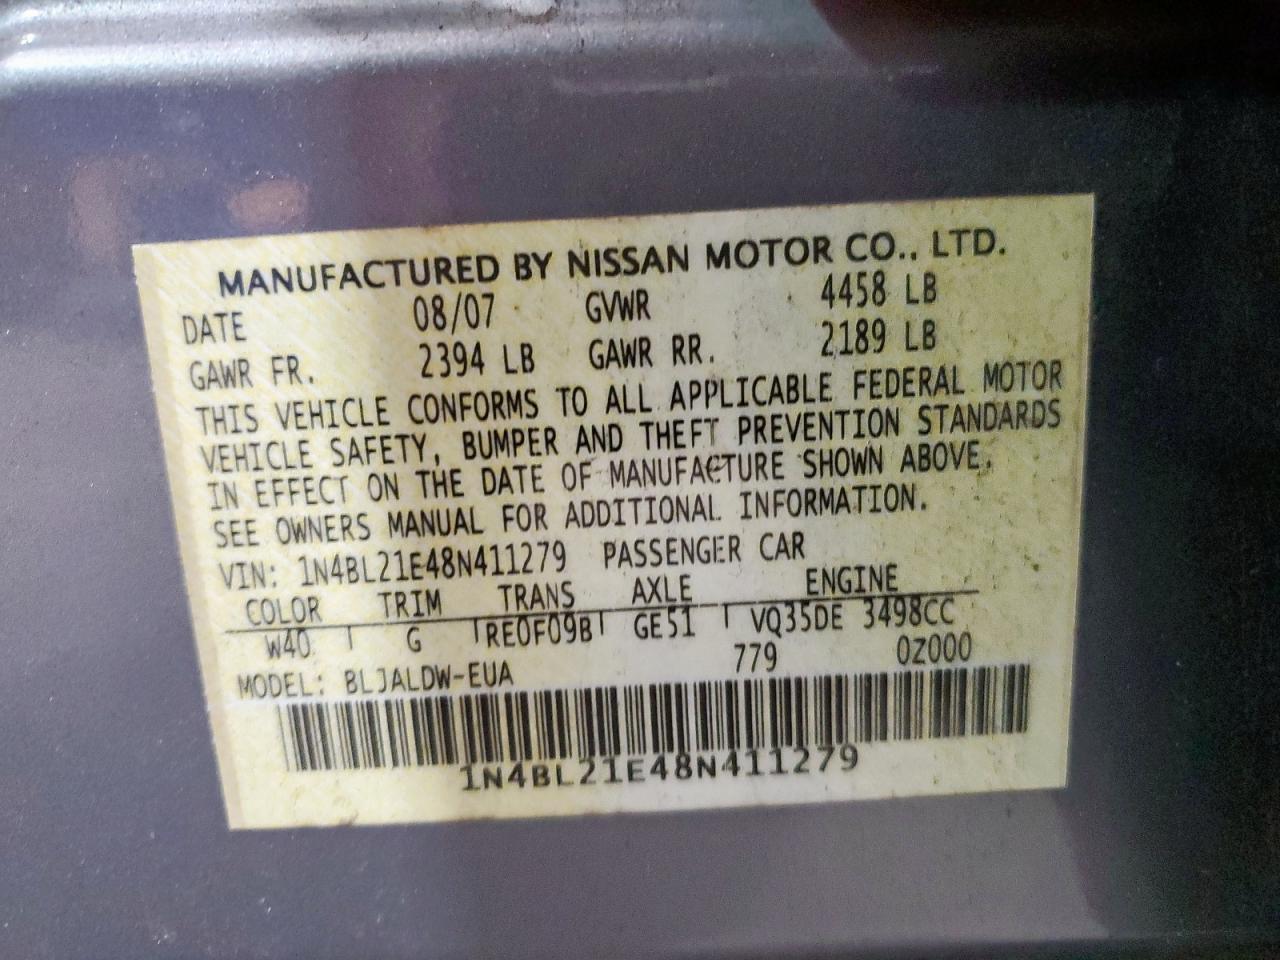 MANUFACTURED BY NISSAN MOTOR CO., LTD.
DATE 08/07 GVWR 4458 LB
GAWR FR. 2394 LB GAWR RR. 2189 LB
THIS VEHICLE CONFORMS TO ALL APPLICABLE FEDERAL MOTOR
VEHICLE SAFETY, BUMPER AND THEFT PREVENTION STANDARDS
IN EFFECT ON THE DATE OF MANUFACTURE SHOWN ABOVE.
SEE OWNERS MANUAL FOR ADDITIONAL INFORMATION.
VIN: 1N4BL21E48N411279 PASSENGER CAR
COLOR TRIM TRANS AXLE ENGINE
W40 G RE0F09B GE51 VQ35DE 3498CC
MODEL: BLJALDW-EUA 779 0Z000
1N4BL21E48N411279